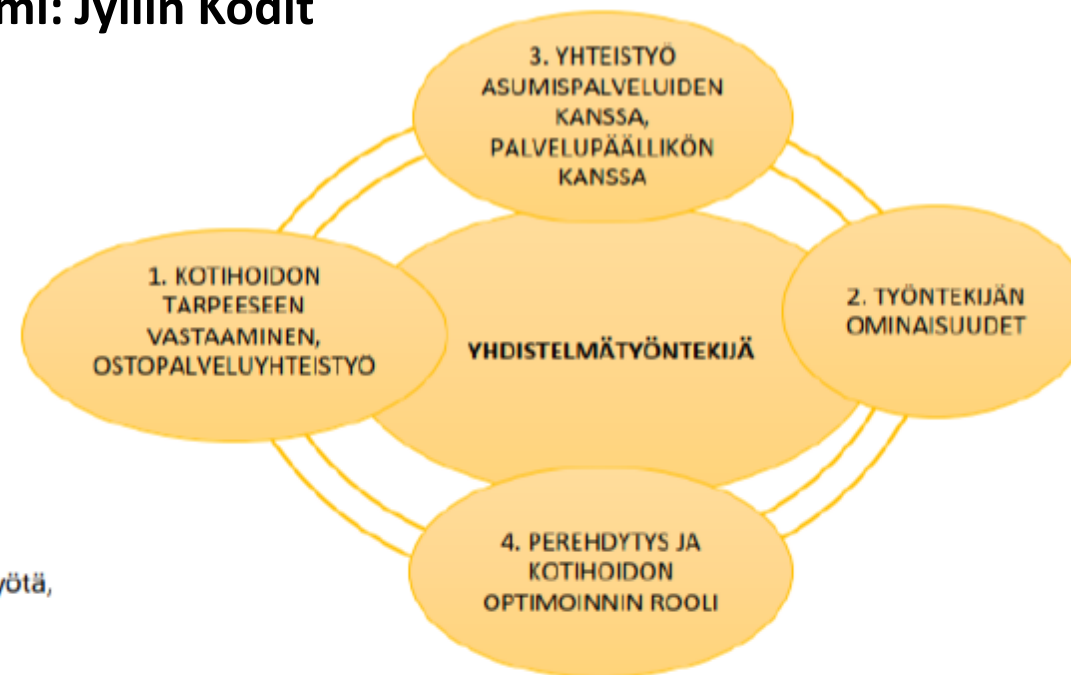 mi: Jyllin Kodit
3. YHTEISTYÖ
ASUMISPALVELUIDEN
KANSSA,
PALVELUPÄÄLLIKÖN
KANSSA
1. KOTIHOIDON
TARPEESEEN
VASTAAMINEN,
OSTOPALVELUYHTEISTYÖ
YHDISTELMÄTYÖNTEKIJÄ
2. TYÖNTEKIJÄN
OMINAISUUDET
4. PEREHDYTYS JA
KOTIHOIDON
OPTIMOINNIN ROOLI
yötä,